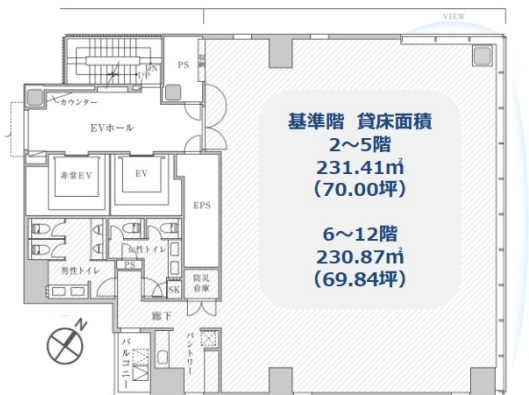 VIEW
PS
収納
DN
UP
カウンター
EVホール
基準階 貸床面積
2～5階
231.41㎡
（70.00坪）
6～12階
230.87㎡
（69.84坪）
非常EV
EV
EPS
女性トイレ
男性トイレ
PS
SK
防災
倉庫
廊下
N
バルコニー
パントリー